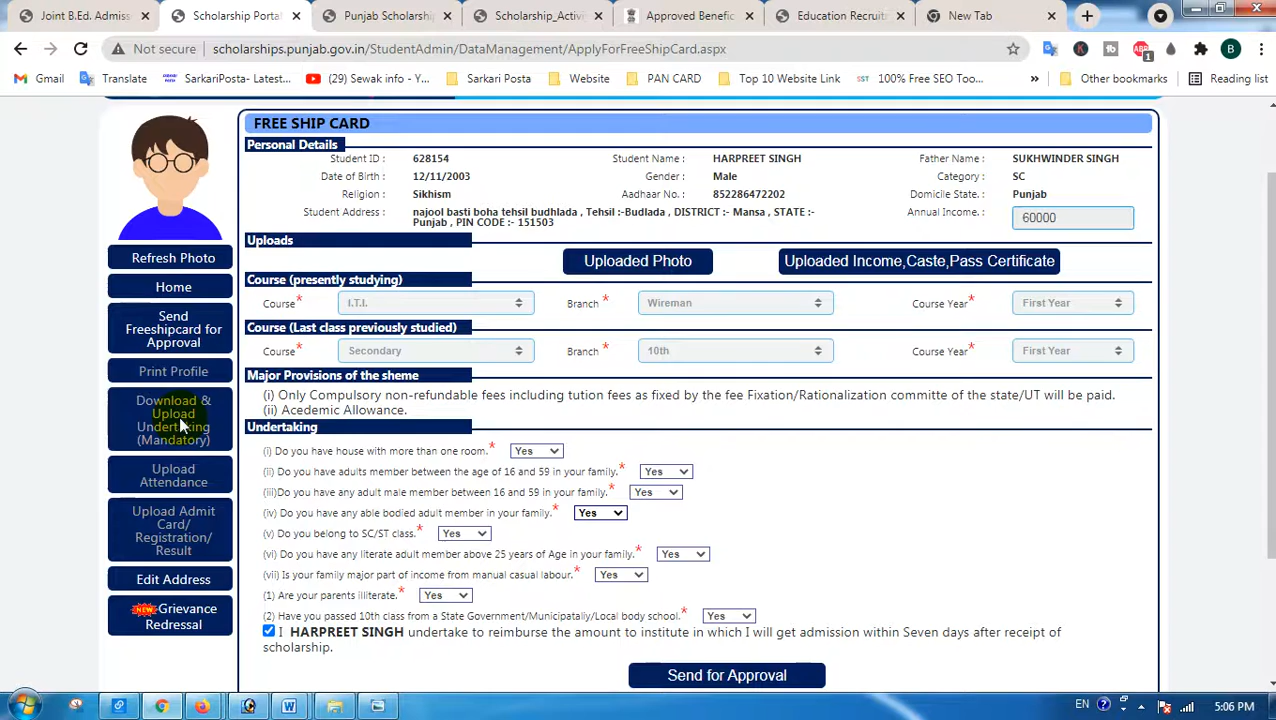 Joint B.Ed. Admis × Scholarship Porta × Punjab Scholarshi × Scholarship_Activi × Approved Benefic × Education Recruit × New Tab ×
Not secure scholarships.punjab.gov.in/StudentAdmin/DataManagement/ApplyForFreeShipCard.aspx
Gmail Translate SarkariPosta- Latest... (29) Sewak info - Y... Sarkari Posta Website PAN CARD Top 10 Website Link 100% Free SEO Too... » Other bookmarks Reading list
FREE SHIP CARD
Personal Details
Student ID : 628154 Student Name : HARPREET SINGH Father Name : SUKHWINDER SINGH
Date of Birth : 12/11/2003 Gender : Male Category : SC
Religion : Sikhism Aadhaar No. : 852286472202 Domicile State. : Punjab
Student Address : najool basti boha tehsil budhlada , Tehsil :-Budlada , DISTRICT :- Mansa , STATE :- Annual Income. : 60000
Punjab , PIN CODE :- 151503
Uploads
Uploaded Photo Uploaded Income,Caste,Pass Certificate
Course (presently studying)
Course* I.T.I. Branch * Wireman Course Year* First Year
Course (Last class previously studied)
Course* Secondary Branch * 10th Course Year* First Year
Major Provisions of the sheme
(i) Only Compulsory non-refundable fees including tution fees as fixed by the fee Fixation/Rationalization committe of the state/UT will be paid.
(ii) Acedemic Allowance.
Undertaking
(i) Do you have house with more than one room.* Yes
(ii) Do you have adults member between the age of 16 and 59 in your family.* Yes
(iii)Do you have any adult male member between 16 and 59 in your family.* Yes
(iv) Do you have any able bodied adult member in your family.* Yes
(v) Do you belong to SC/ST class.* Yes
(vi) Do you have any literate adult member above 25 years of Age in your family.* Yes
(vii) Is your family major part of income from manual casual labour.* Yes
(1) Are your parents illiterate.* Yes
(2) Have you passed 10th class from a State Government/Municipatally/Local body school.* Yes
I HARPREET SINGH undertake to reimburse the amount to institute in which I will get admission within Seven days after receipt of
scholarship.
Send for Approval
Refresh Photo
Home
Send
Freeshipcard for
Approval
Print Profile
Download &
Upload
Undertaking
(Mandatory)
Upload
Attendance
Upload Admit
Card/
Registration/
Result
Edit Address
NEW Grievance
Redressal
EN 5:06 PM